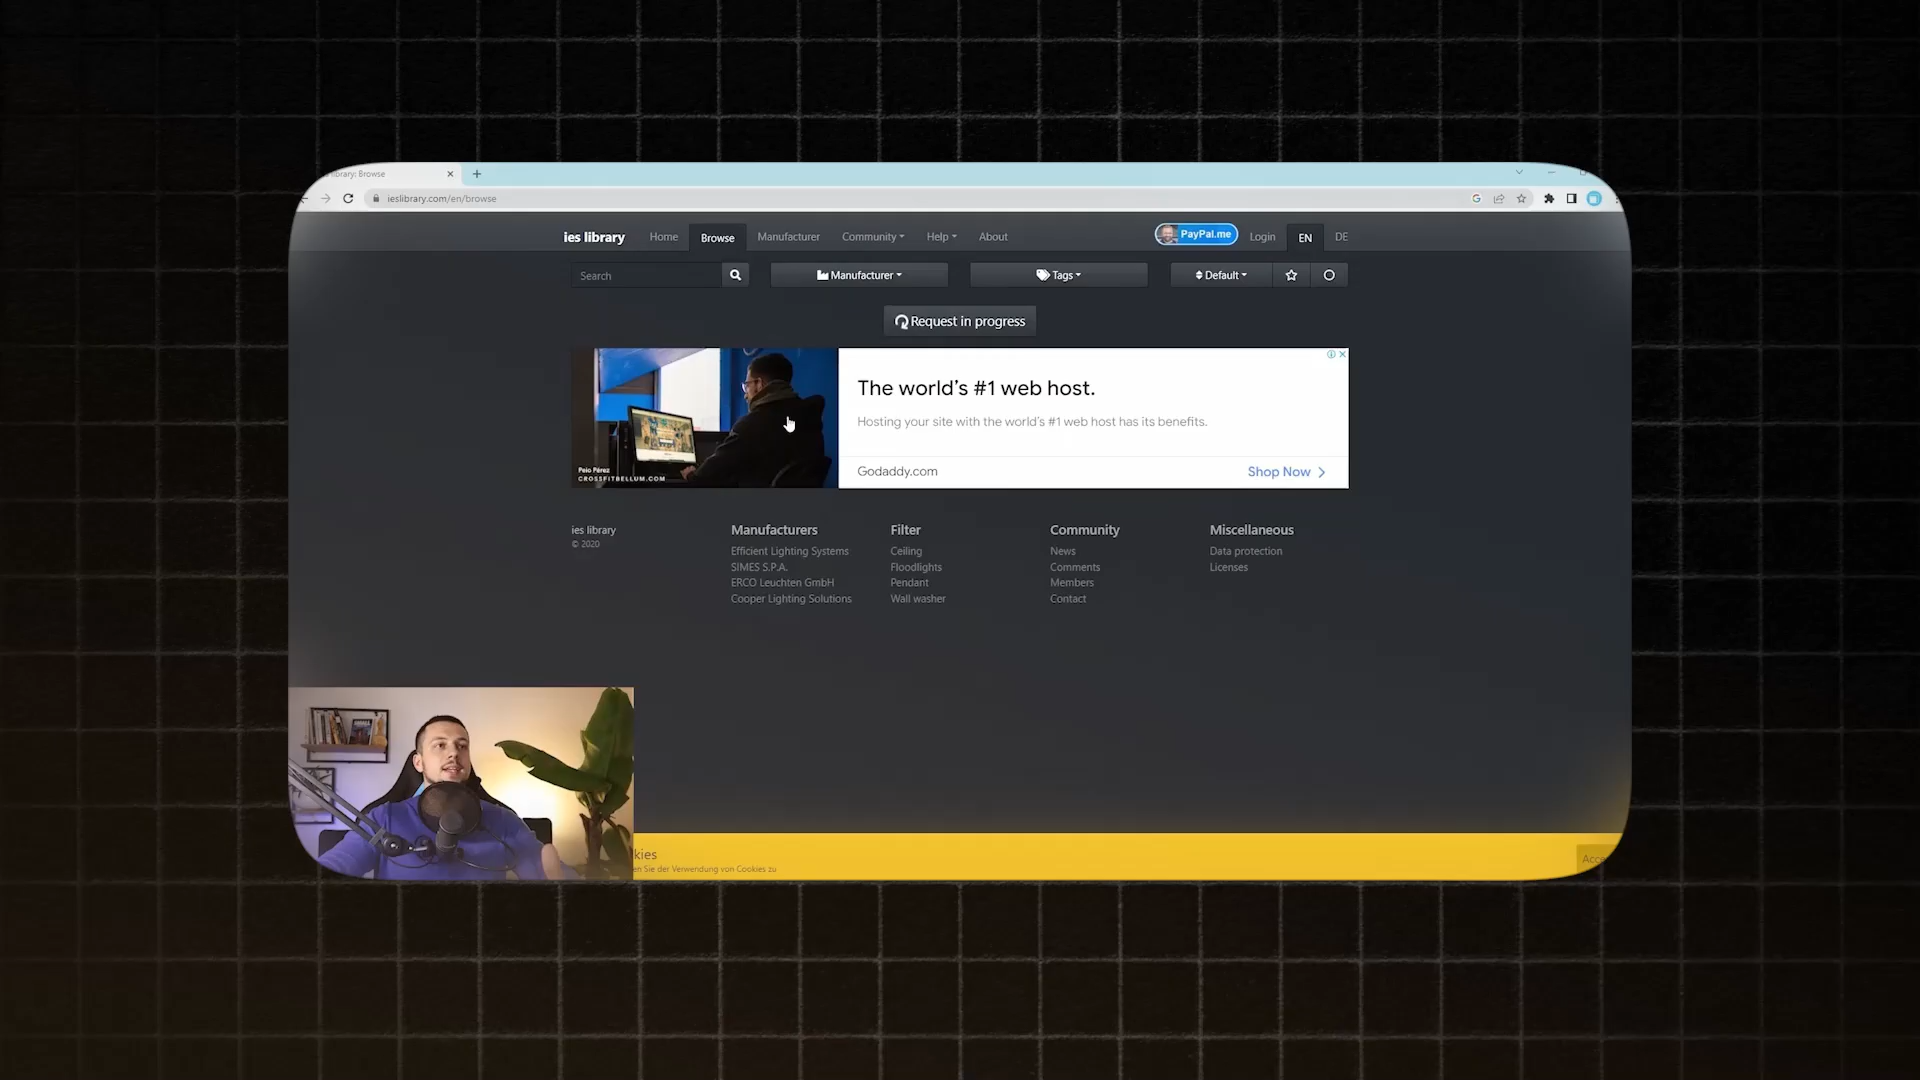 library: Browse
ieslibrary.com/en/browse
ies library Home Browse Manufacturer Community Help About PayPal.me Login EN DE
Search Manufacturer Tags Default
Request in progress
The world's #1 web host.
Hosting your site with the world's #1 web host has its benefits.
Peio Pérez
CROSSFITBELLUM.COM
Godaddy.com Shop Now
ies library Manufacturers Filter Community Miscellaneous
© 2020
Efficient Lighting Systems Ceiling News Data protection
SIMES S.P.A. Floodlights Comments Licenses
ERCO Leuchten GmbH Pendant Members
Cooper Lighting Solutions Wall washer Contact
kies
en Sie der Verwendung von Cookies zu
Acce